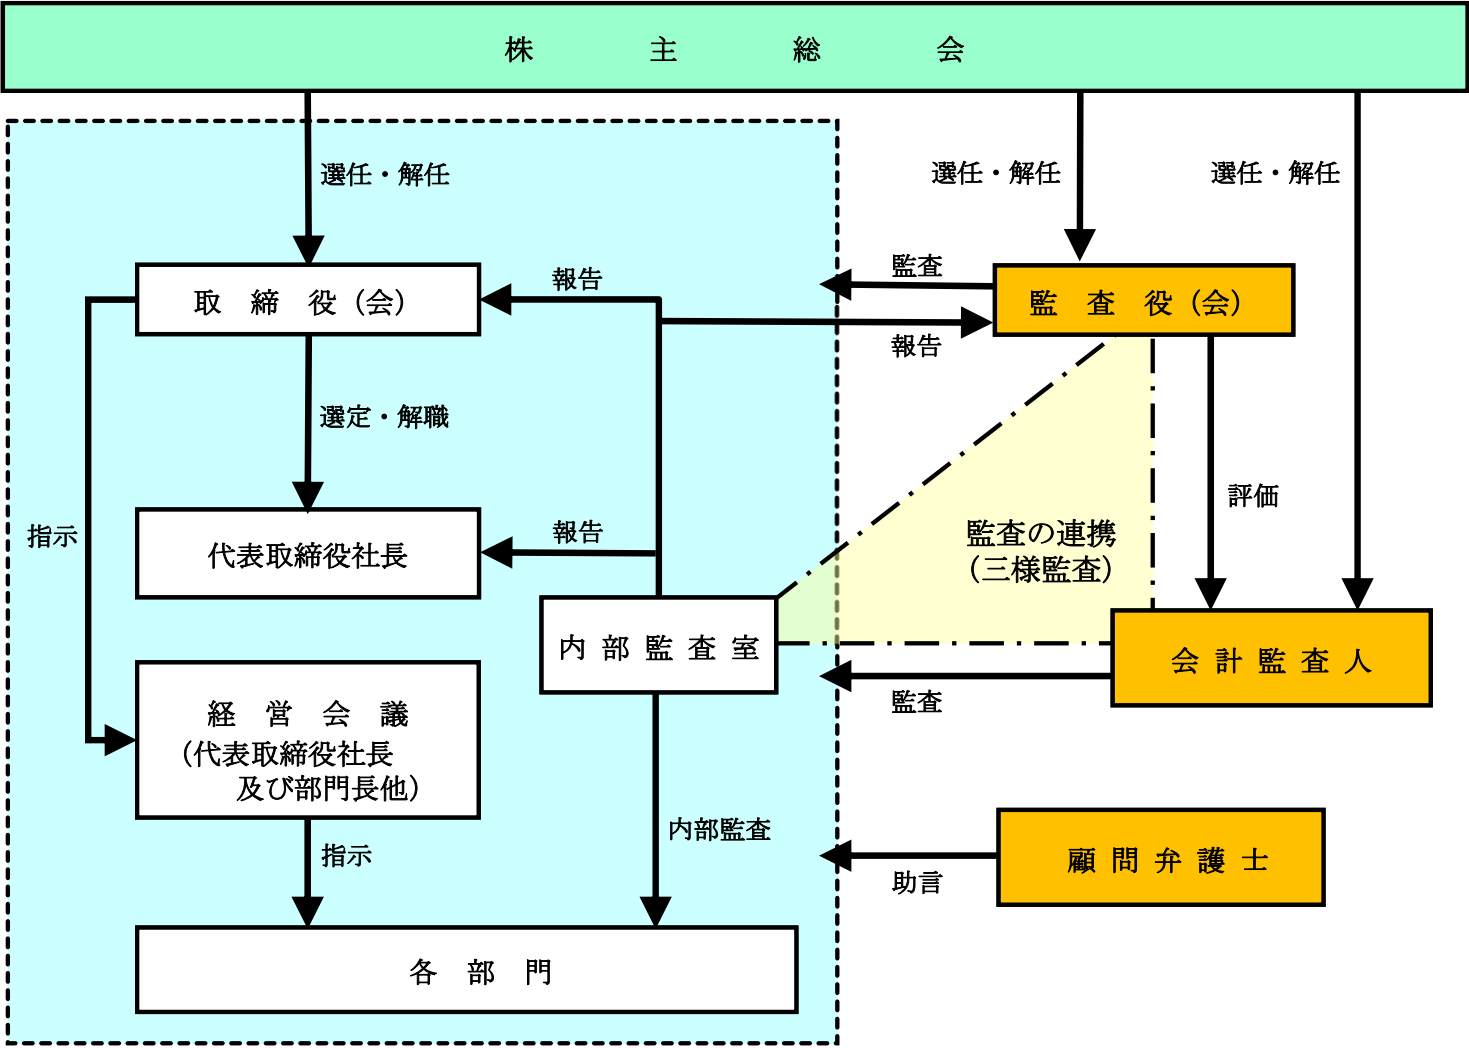 株主総会
選任・解任
選任・解任
選任・解任
報告
監査
取締役（会）
監査役（会）
報告
選定・解職
評価
指示
代表取締役社長
報告
監査の連携
（三様監査）
内部監査室
会計監査人
監査
経営会議
（代表取締役社長
及び部門長他）
内部監査
指示
顧問弁護士
助言
各部門